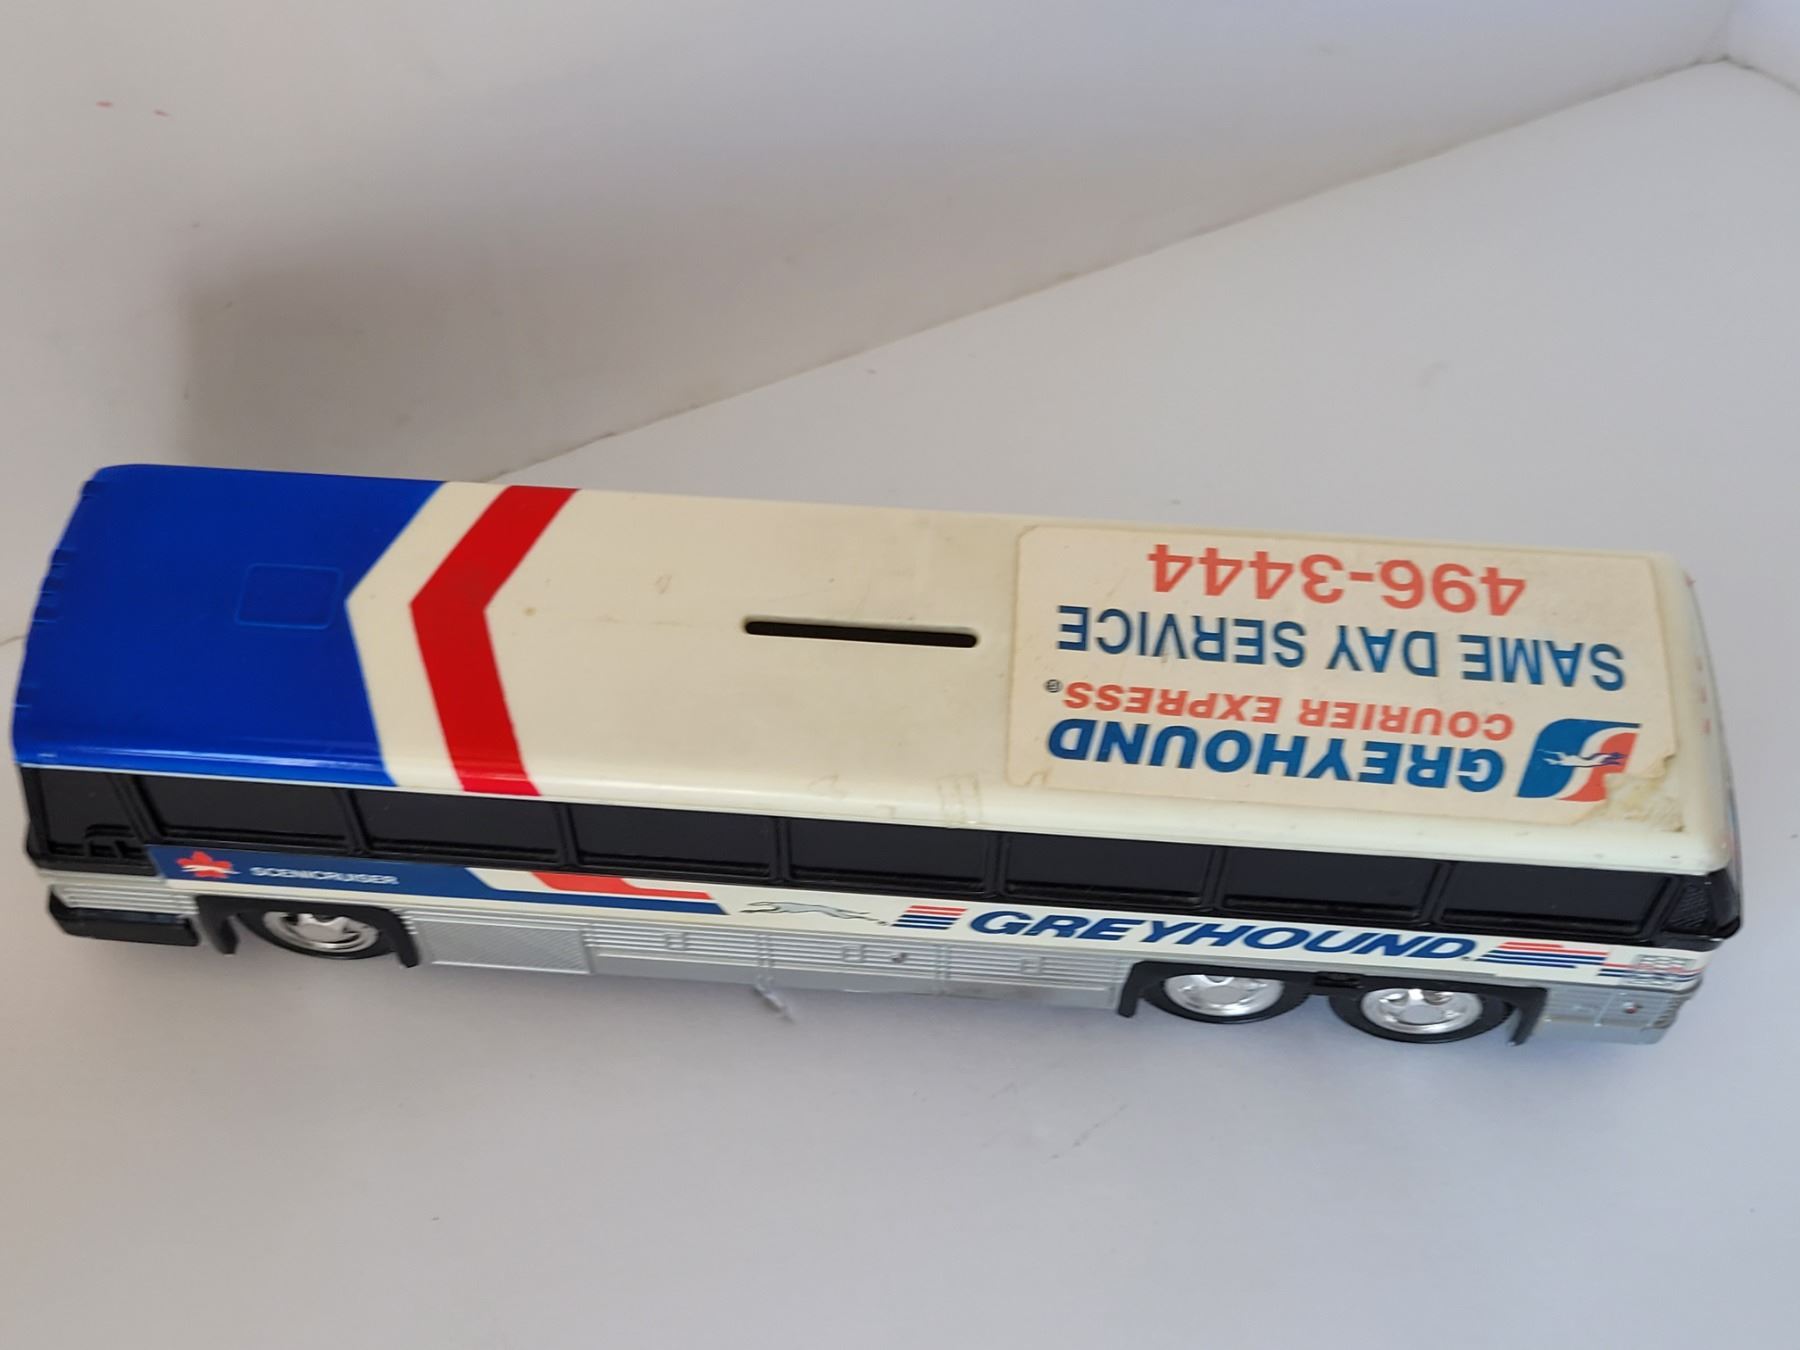 GREYHOUND
COURIER EXPRESS®
SAME DAY SERVICE
496-3444
SCENICRUISER
GREYHOUND